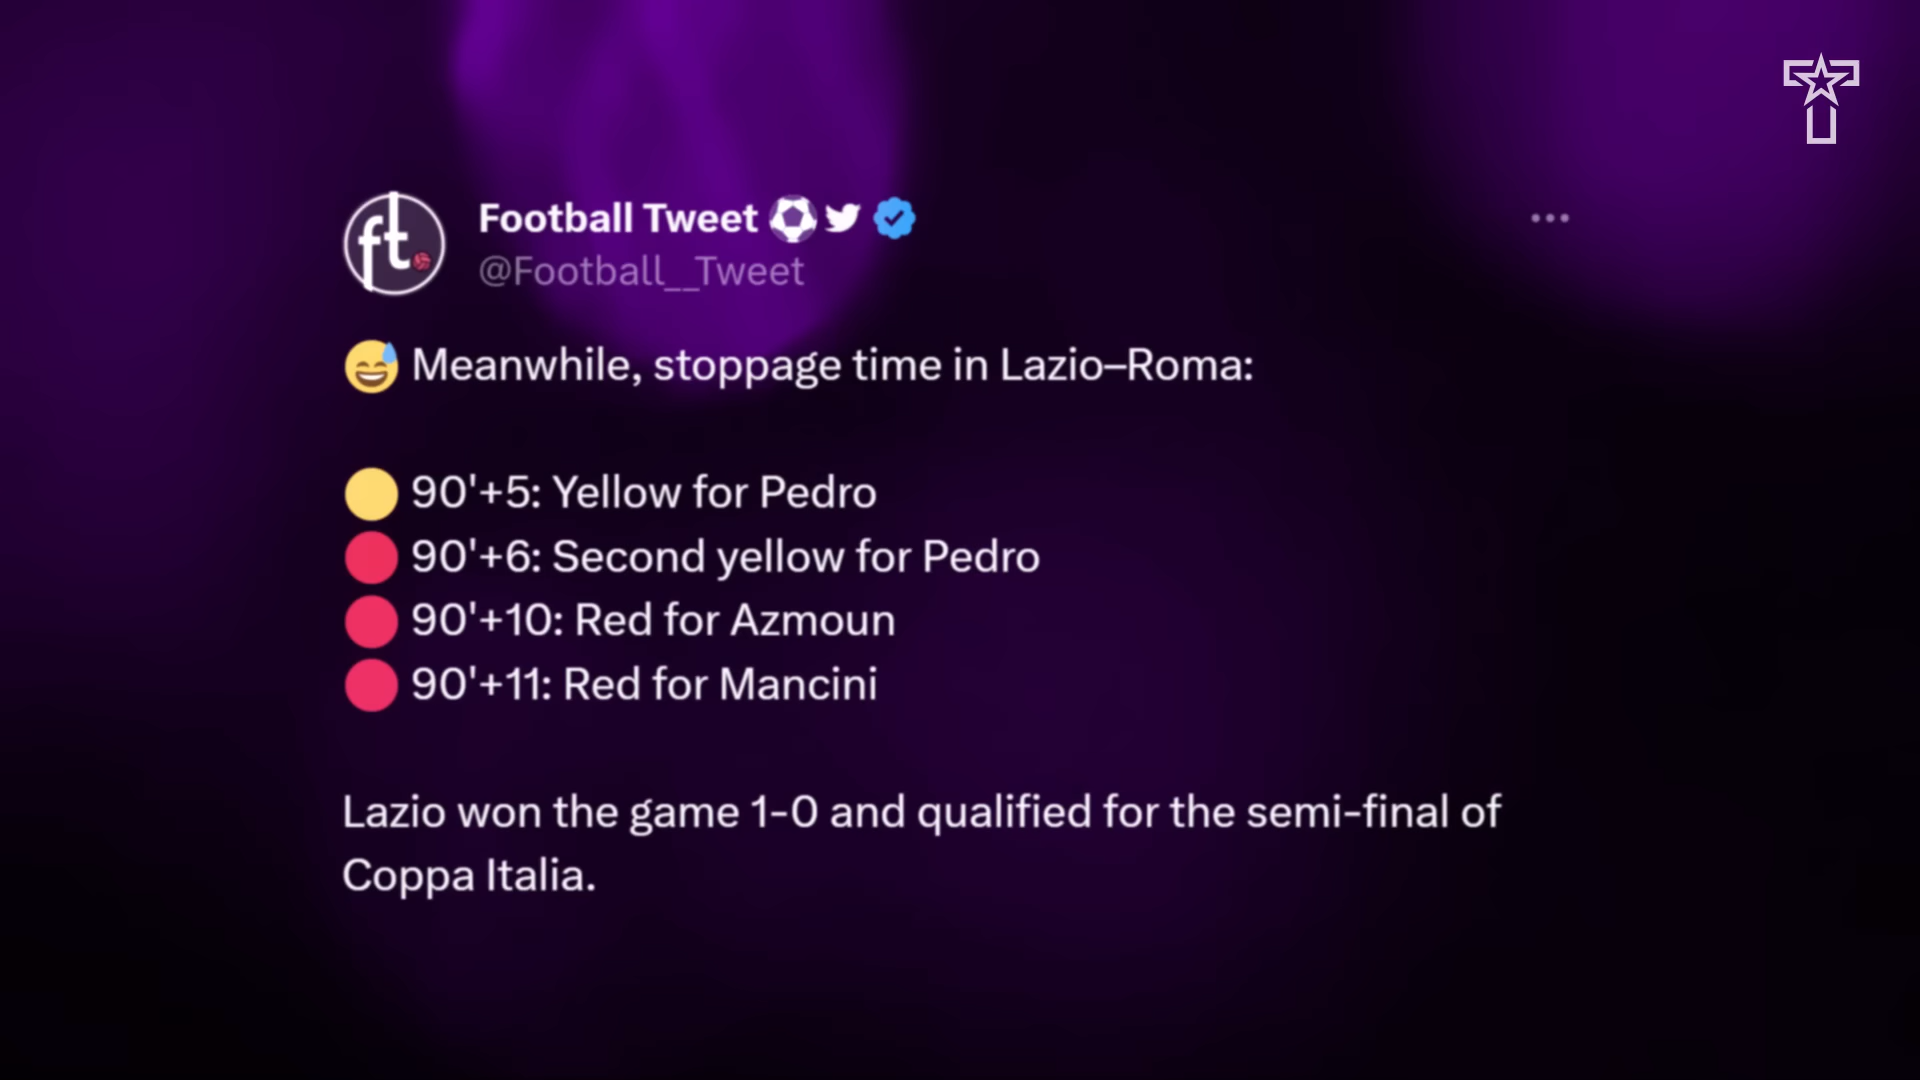 ft
Football Tweet
@Football__Tweet
Meanwhile, stoppage time in Lazio–Roma:
90'+5: Yellow for Pedro
90'+6: Second yellow for Pedro
90'+10: Red for Azmoun
90'+11: Red for Mancini
Lazio won the game 1-0 and qualified for the semi-final of
Coppa Italia.